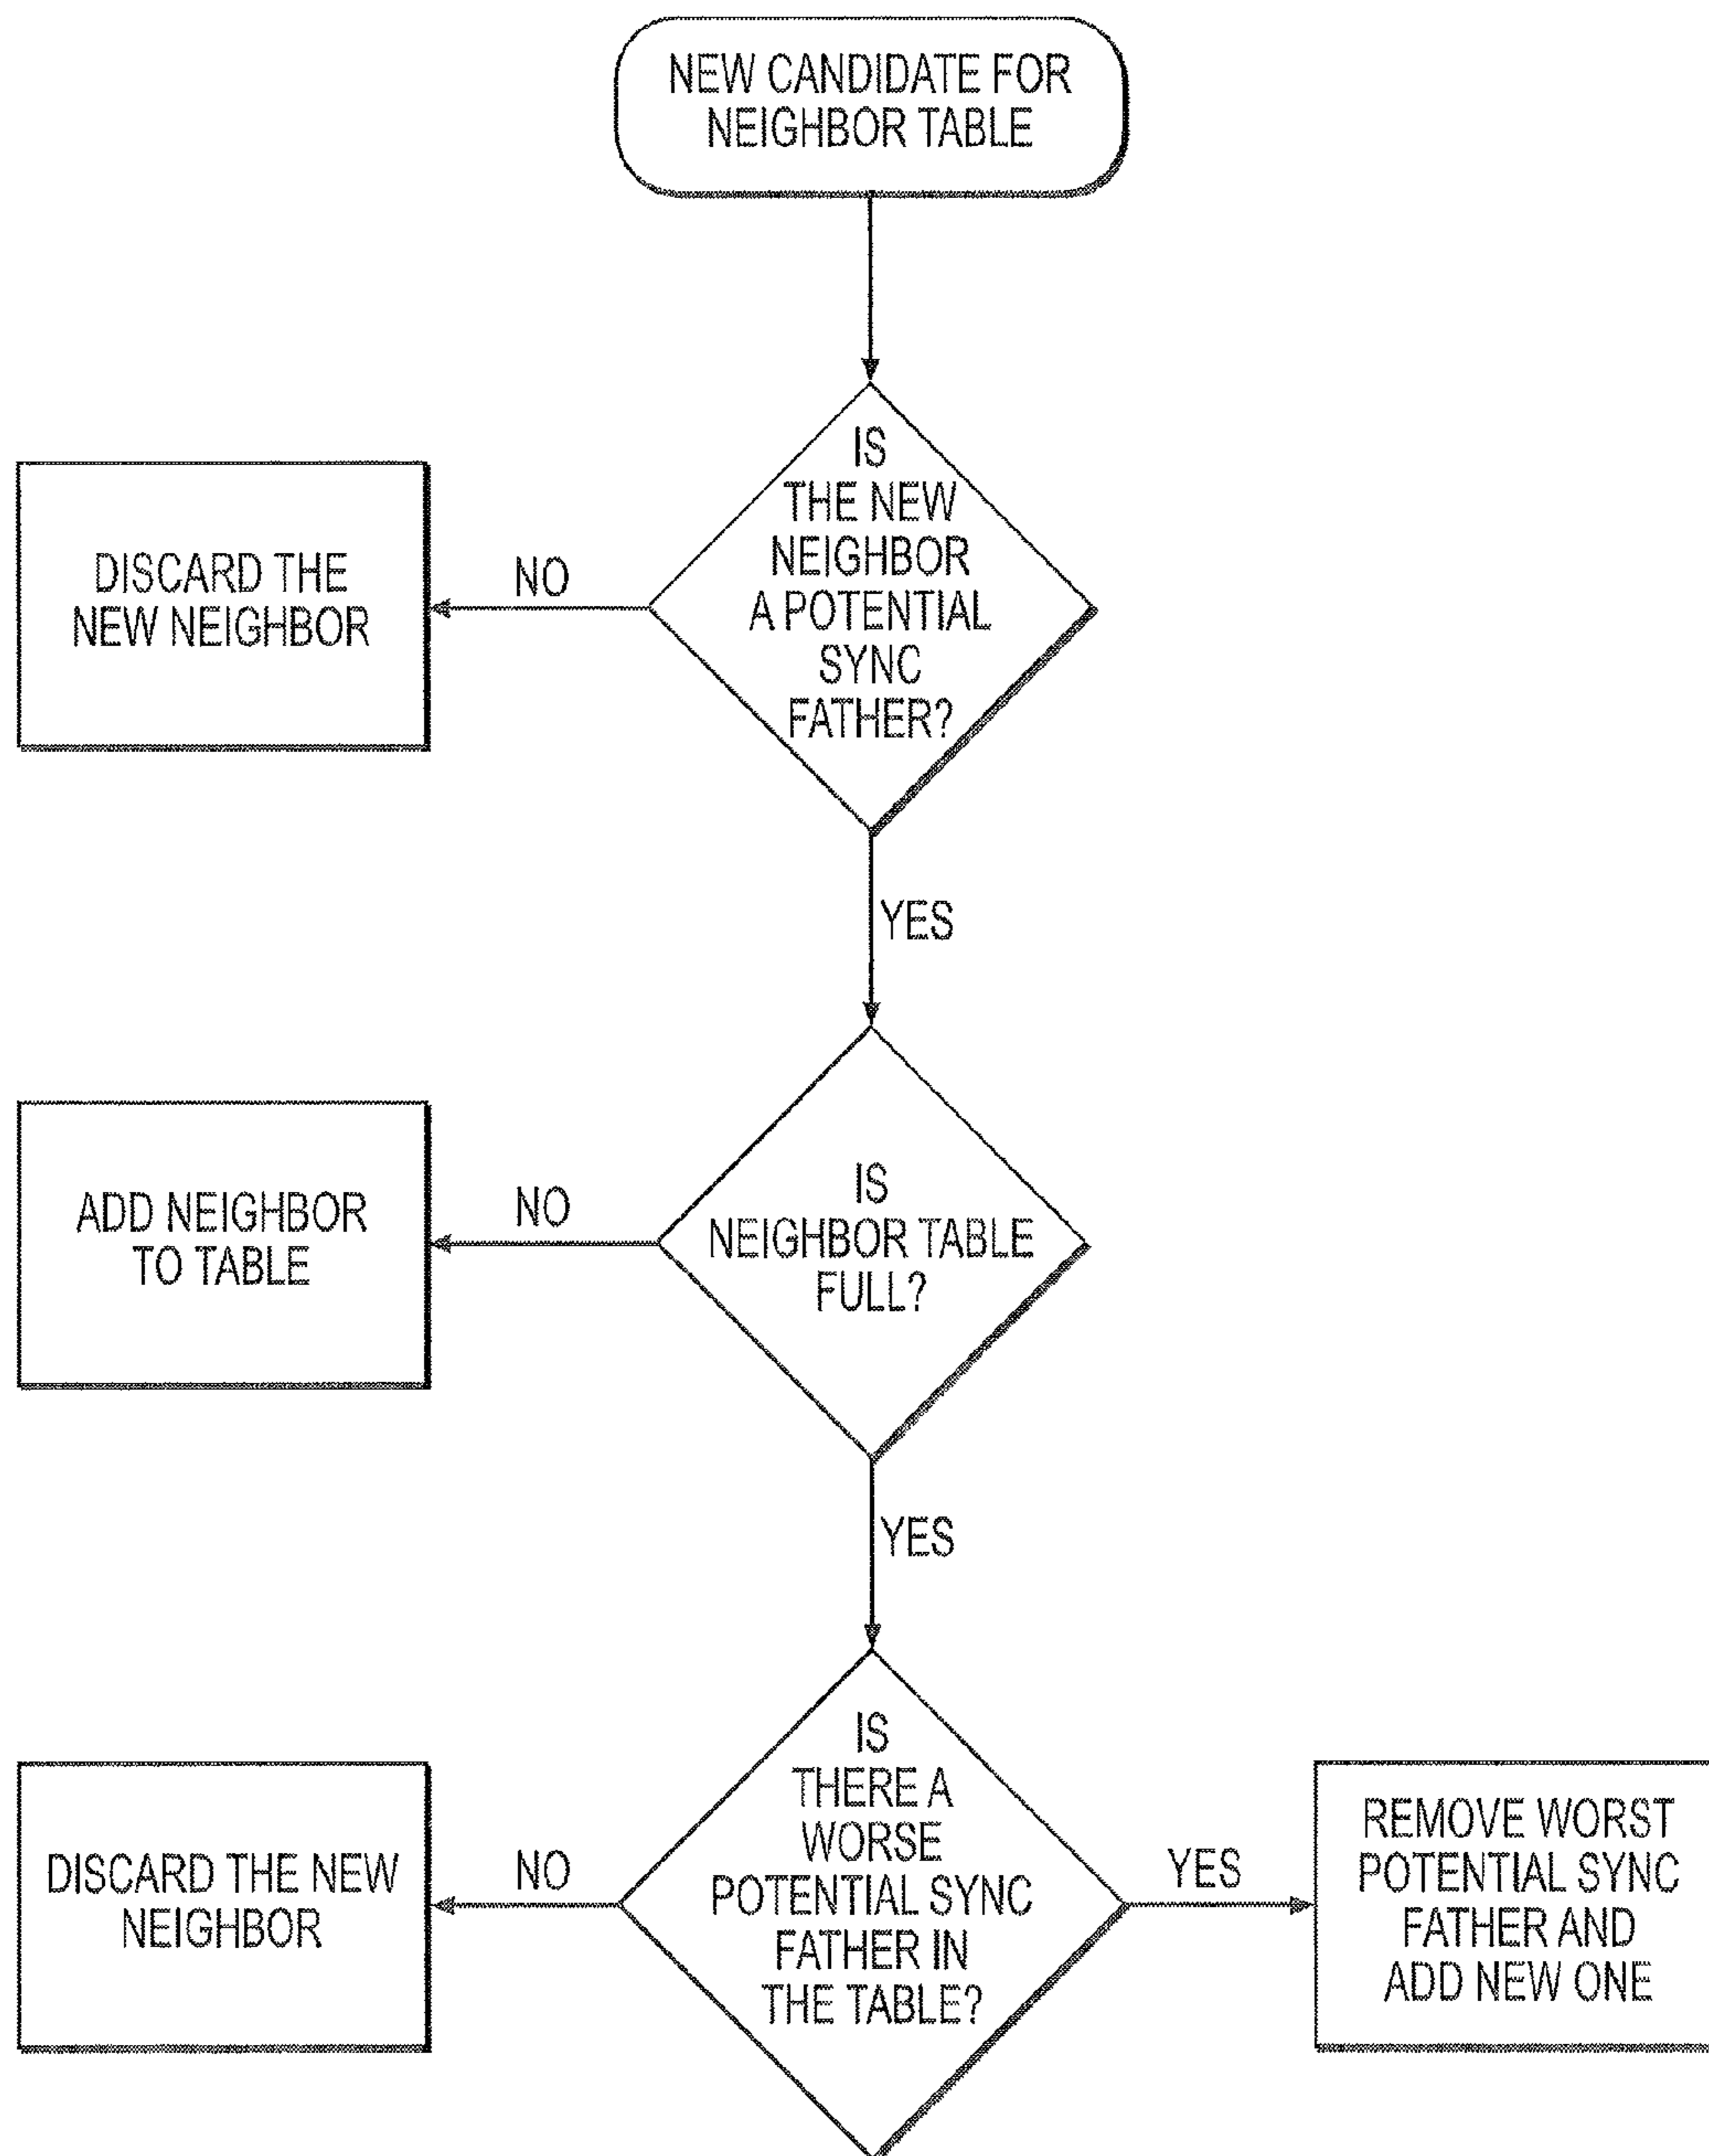 NEW CANDIDATE FOR
NEIGHBOR TABLE
IS
THE NEW
NEIGHBOR
A POTENTIAL
SYNC
FATHER?
NO
DISCARD THE
NEW NEIGHBOR
YES
IS
NEIGHBOR TABLE
FULL?
NO
ADD NEIGHBOR
TO TABLE
YES
IS
THERE A
WORSE
POTENTIAL SYNC
FATHER IN
THE TABLE?
NO
DISCARD THE NEW
NEIGHBOR
YES
REMOVE WORST
POTENTIAL SYNC
FATHER AND
ADD NEW ONE